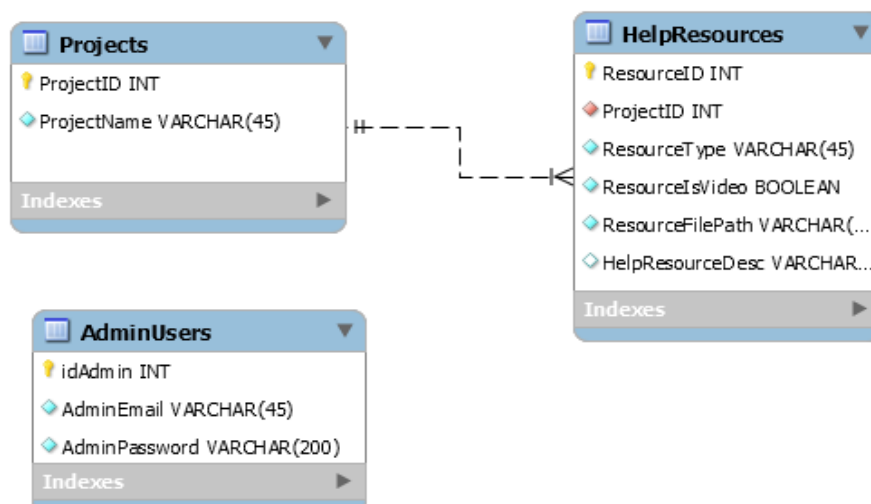 Projects
ProjectID INT
ProjectName VARCHAR(45)
Indexes
HelpResources
ResourceID INT
ProjectID INT
ResourceType VARCHAR(45)
ResourceIsVideo BOOLEAN
ResourceFilePath VARCHAR(...
HelpResourceDesc VARCHAR...
Indexes
AdminUsers
idAdmin INT
AdminEmail VARCHAR(45)
AdminPassword VARCHAR(200)
Indexes